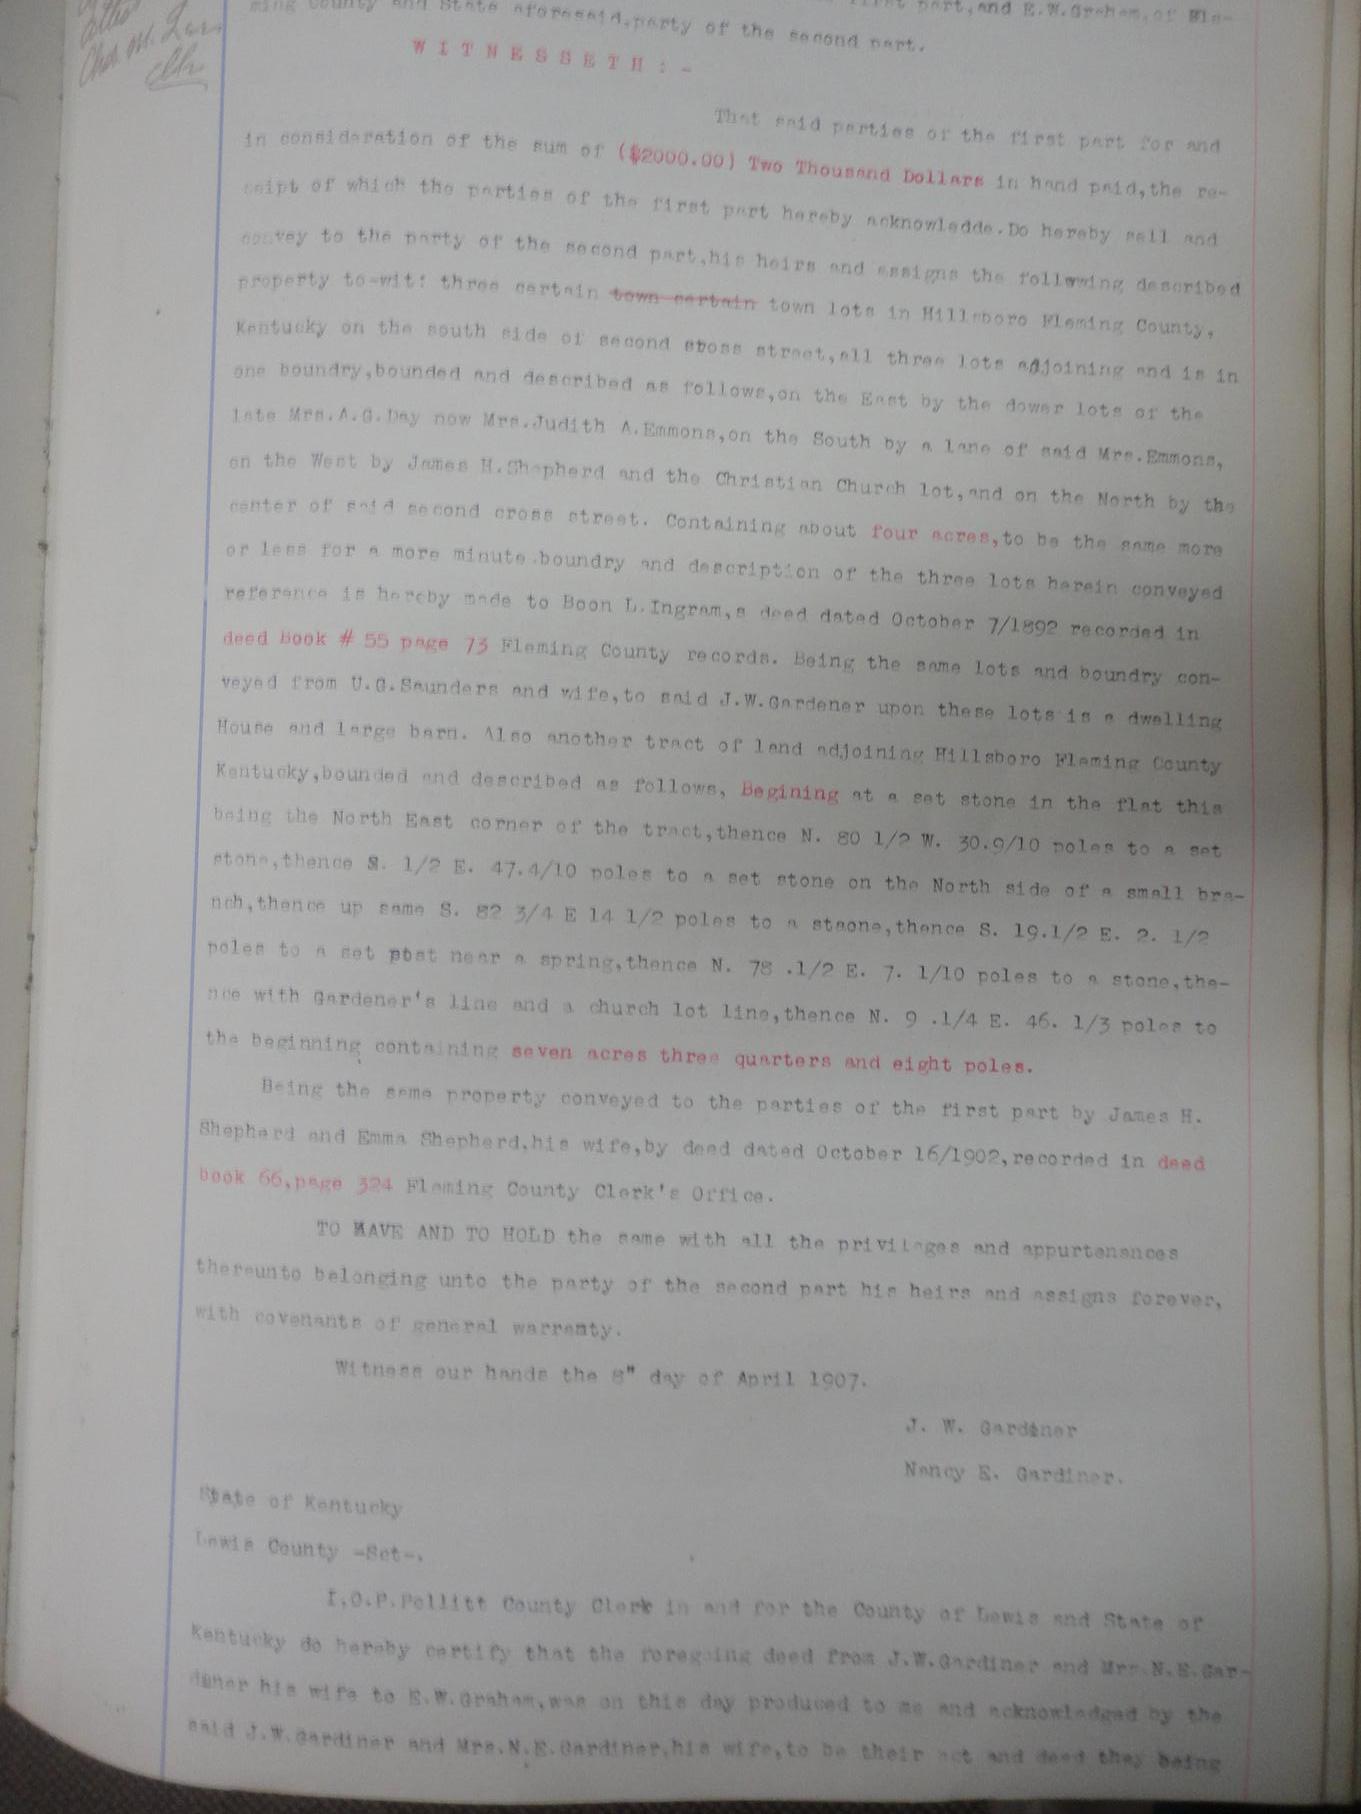 Chas. M.
Clk
ming County and State aforesaid,party of the second part. first part,and E.W.Graham,of Fle-
W I T N E S S E T H : -
That said parties of the first part for and
in consideration of the sum of ($2000.00) Two Thousand Dollars in hand paid,the re-
ceipt of which the parties of the first part hereby acknowledde.Do hereby sell and
convey to the party of the second part,his heirs and assigns the following described
property to-wit: three certain town certain town lots in Hillsboro Fleming County,
Kentucky on the south side of second stoss street,all three lots adjoining and is in
one boundry,bounded and described as follows,on the East by the dower lots of the
late Mrs.A.G.Day now Mrs.Judith A.Emmons,on the South by a lane of said Mrs.Emmons,
on the West by James H.Shepherd and the Christian Church lot,and on the North by the
center of said second cross street. Containing about four acres,to be the same more
or less for a more minute boundry and description of the three lots herein conveyed
reference is hereby made to Boon L.Ingram,s deed dated October 7/1892 recorded in
deed book # 55 page 73 Fleming County records. Being the same lots and boundry con-
veyed from U.G.Saunders and wife,to said J.W.Gardener upon these lots is a dwelling
House and large barn. Also another tract of land adjoining Hillsboro Fleming County
Kentucky,bounded and described as follows, Begining at a set stone in the flat this
being the North East corner of the tract,thence N. 80 1/2 W. 30.9/10 poles to a set
stone,thence S. 1/2 E. 47.4/10 poles to a set stone on the North side of a small bra-
nch,thence up same S. 82 3/4 E 14 1/2 poles to a staone,thence S. 19.1/2 E. 2. 1/2
poles to a set post near a spring,thence N. 78 .1/2 E. 7. 1/10 poles to a stone,the-
nce with Gardener's line and a church lot line,thence N. 9 .1/4 E. 46. 1/3 poles to
the beginning containing seven acres three quarters and eight poles.
Being the same property conveyed to the parties of the first part by James H.
Shepherd and Emma Shepherd,his wife,by deed dated October 16/1902,recorded in deed
book 66,page 324 Fleming County Clerk's Office.
TO HAVE AND TO HOLD the same with all the privilages and appurtenances
thereunto belonging unto the party of the second part his heirs and assigns forever,
with covenants of general warranty.
Witness our hands the 8" day of April 1907.
J. W. Gardiner
Nancy E. Gardiner.
State of Kentucky
Lewis County -Sct-.
I,O.P.Pollitt County Clerk in and for the County of Lewis and State of
Kentucky do hereby certify that the foregoing deed from J.W.Gardiner and Mrs.N.E.Gar-
diner his wife to E.W.Graham,was on this day produced to me and acknowledged by the
said J.W.Gardiner and Mrs.N.E.Gardiner,his wife,to be their act and deed they being